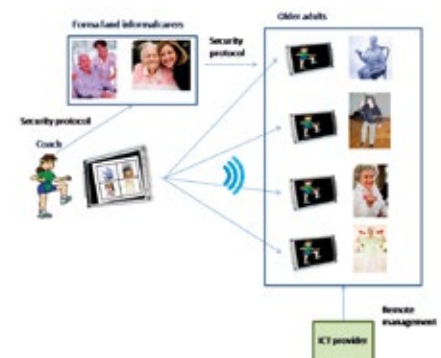 Older adults
Formal and informal carers
Security
protocol
Security protocol
Coach
Remote
management
ICT provider